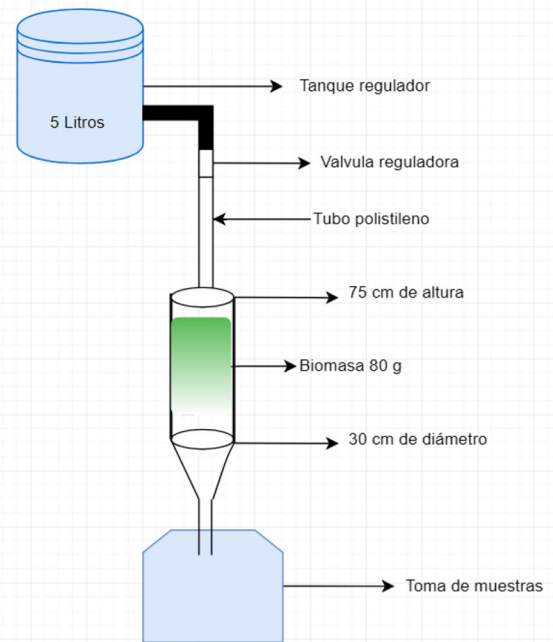 Tanque regulador
5 Litros
Valvula reguladora
Tubo polistileno
75 cm de altura
Biomasa 80 g
30 cm de diámetro
Toma de muestras